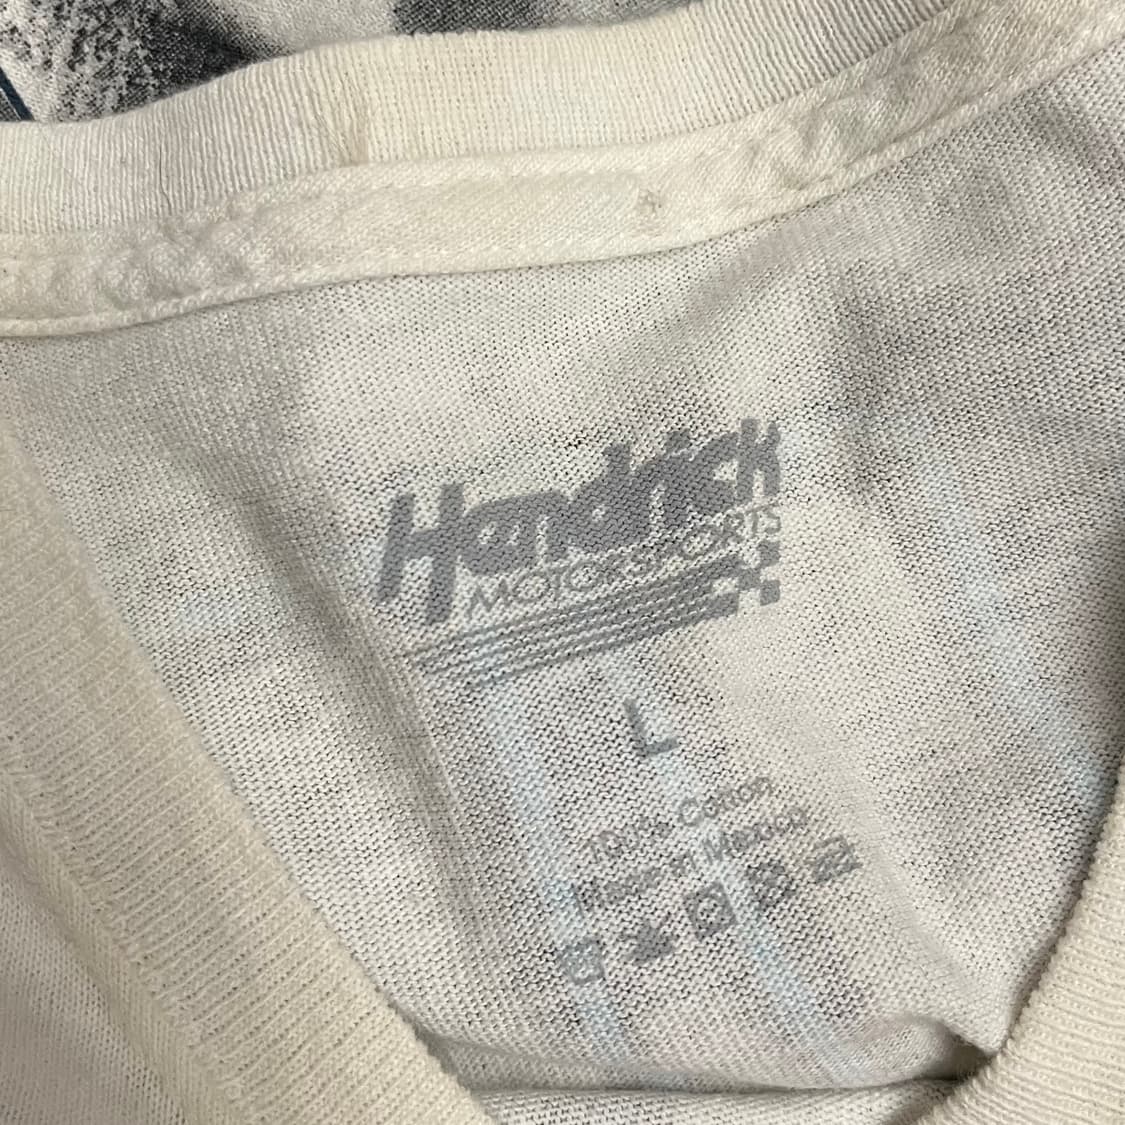 Hendrick
MOTORSPORTS
L
100% Cotton
Made in Mexico